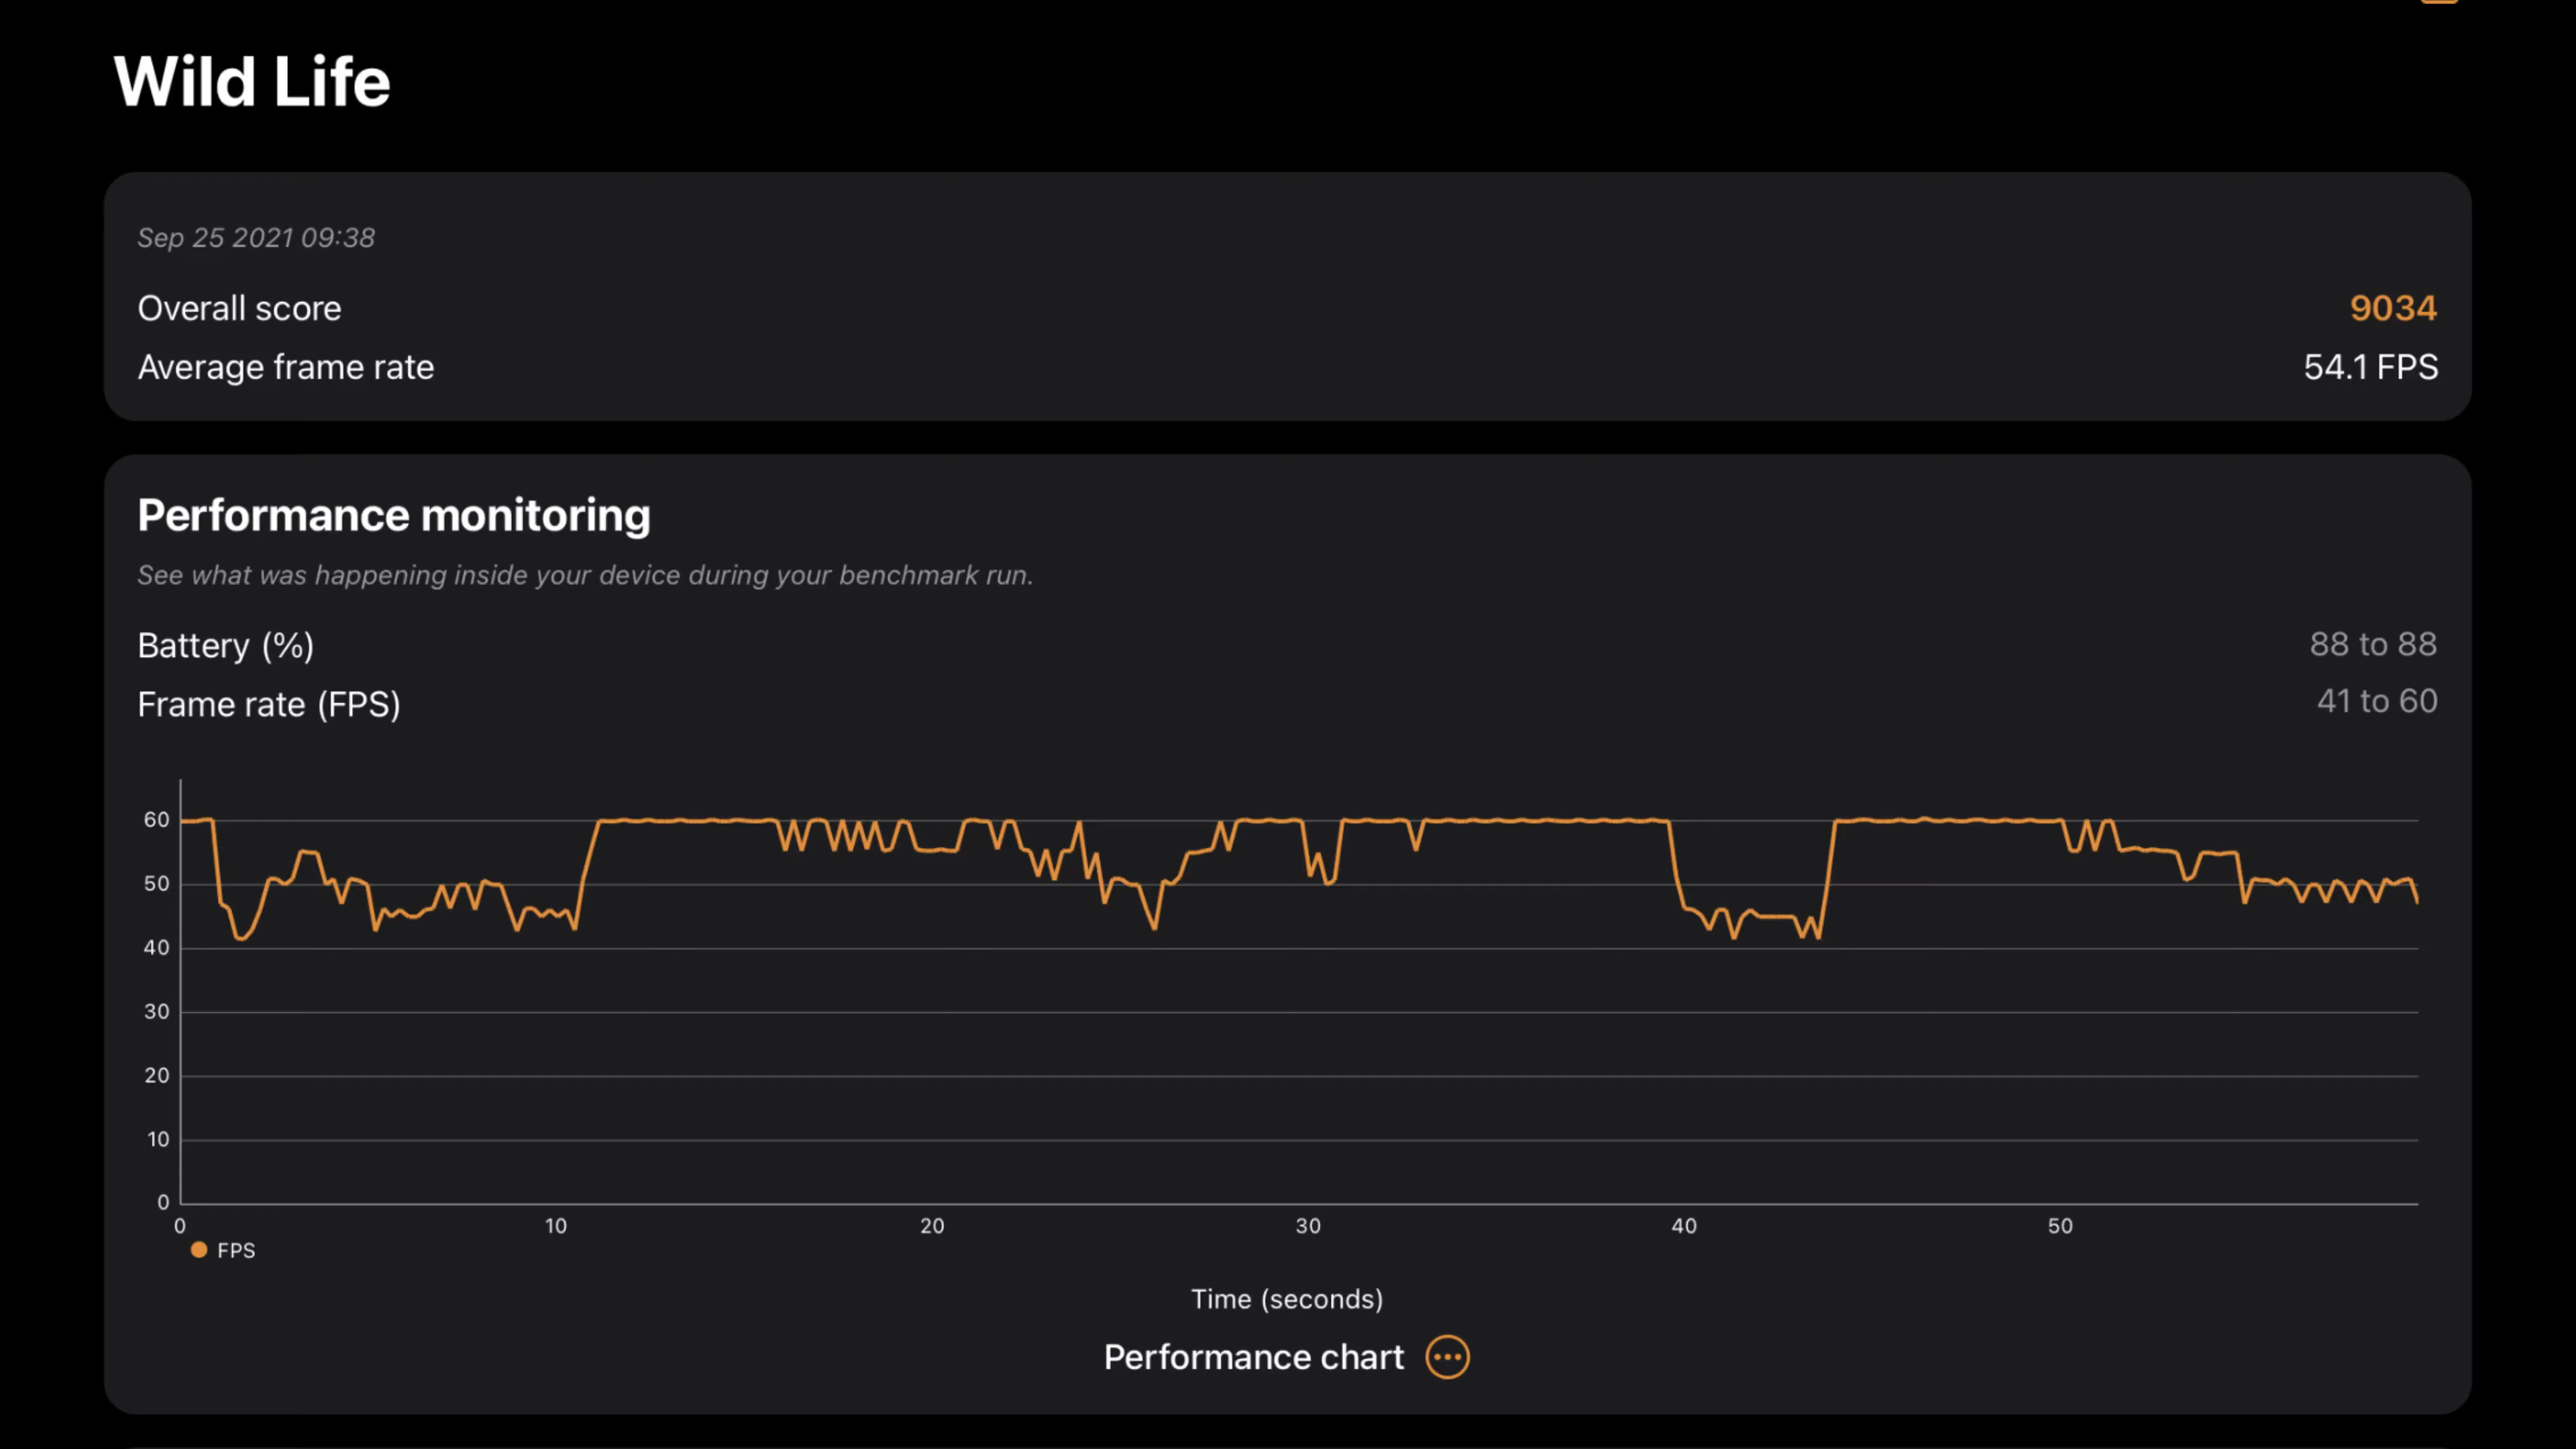 Wild Life
Sep 25 2021 09:38
Overall score 9034
Average frame rate 54.1 FPS
Performance monitoring
See what was happening inside your device during your benchmark run.
Battery (%) 88 to 88
Frame rate (FPS) 41 to 60
60
50
40
30
20
10
0
0 10 20 30 40 50
FPS
Time (seconds)
Performance chart